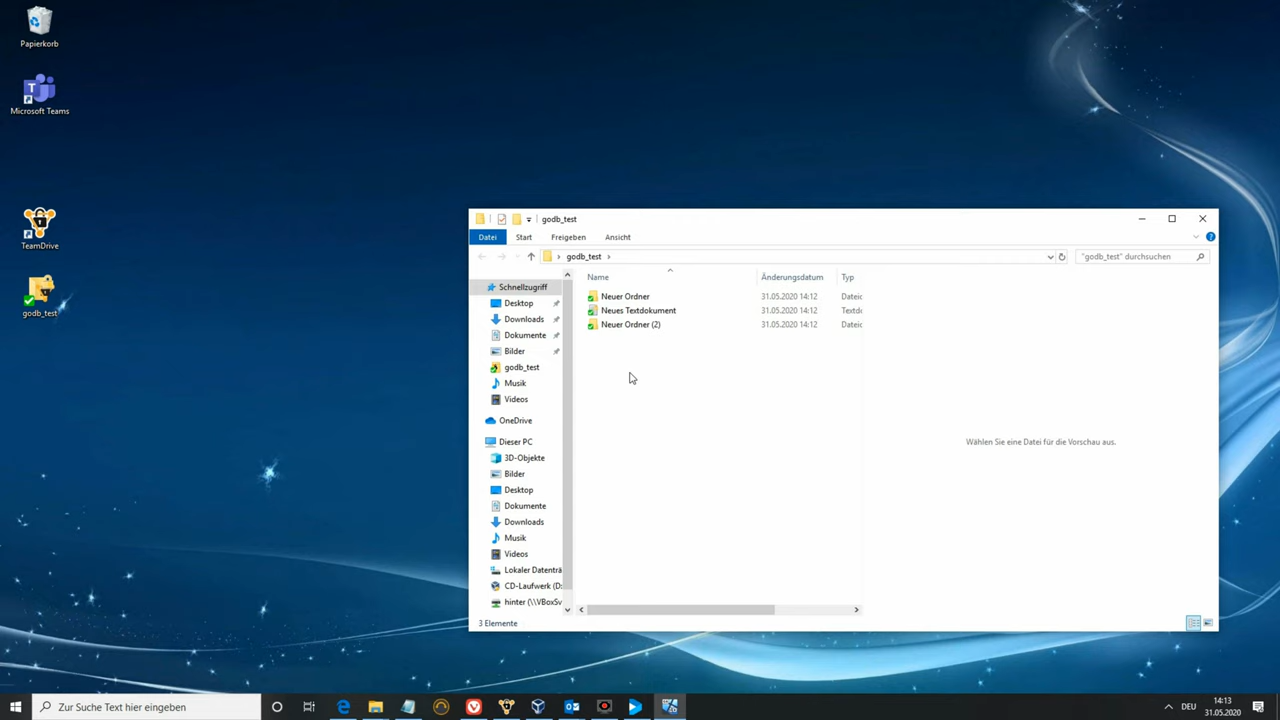 Papierkorb
Microsoft Teams
TeamDrive
godb_test
godb_test
Datei Start Freigeben Ansicht
godb_test "godb_test" durchsuchen
Name Änderungsdatum Typ
Neuer Ordner 31.05.2020 14:12 Dateic
Neues Textdokument 31.05.2020 14:12 Textdo
Neuer Ordner (2) 31.05.2020 14:12 Dateic
Schnellzugriff
Desktop
Downloads
Dokumente
Bilder
godb_test
Musik
Videos
OneDrive
Dieser PC
3D-Objekte
Bilder
Desktop
Dokumente
Downloads
Musik
Videos
Lokaler Datenträ
CD-Laufwerk (D:
hinter (\\VBoxSv
Wählen Sie eine Datei für die Vorschau aus.
3 Elemente
Zur Suche Text hier eingeben
DEU
14:13
31.05.2020